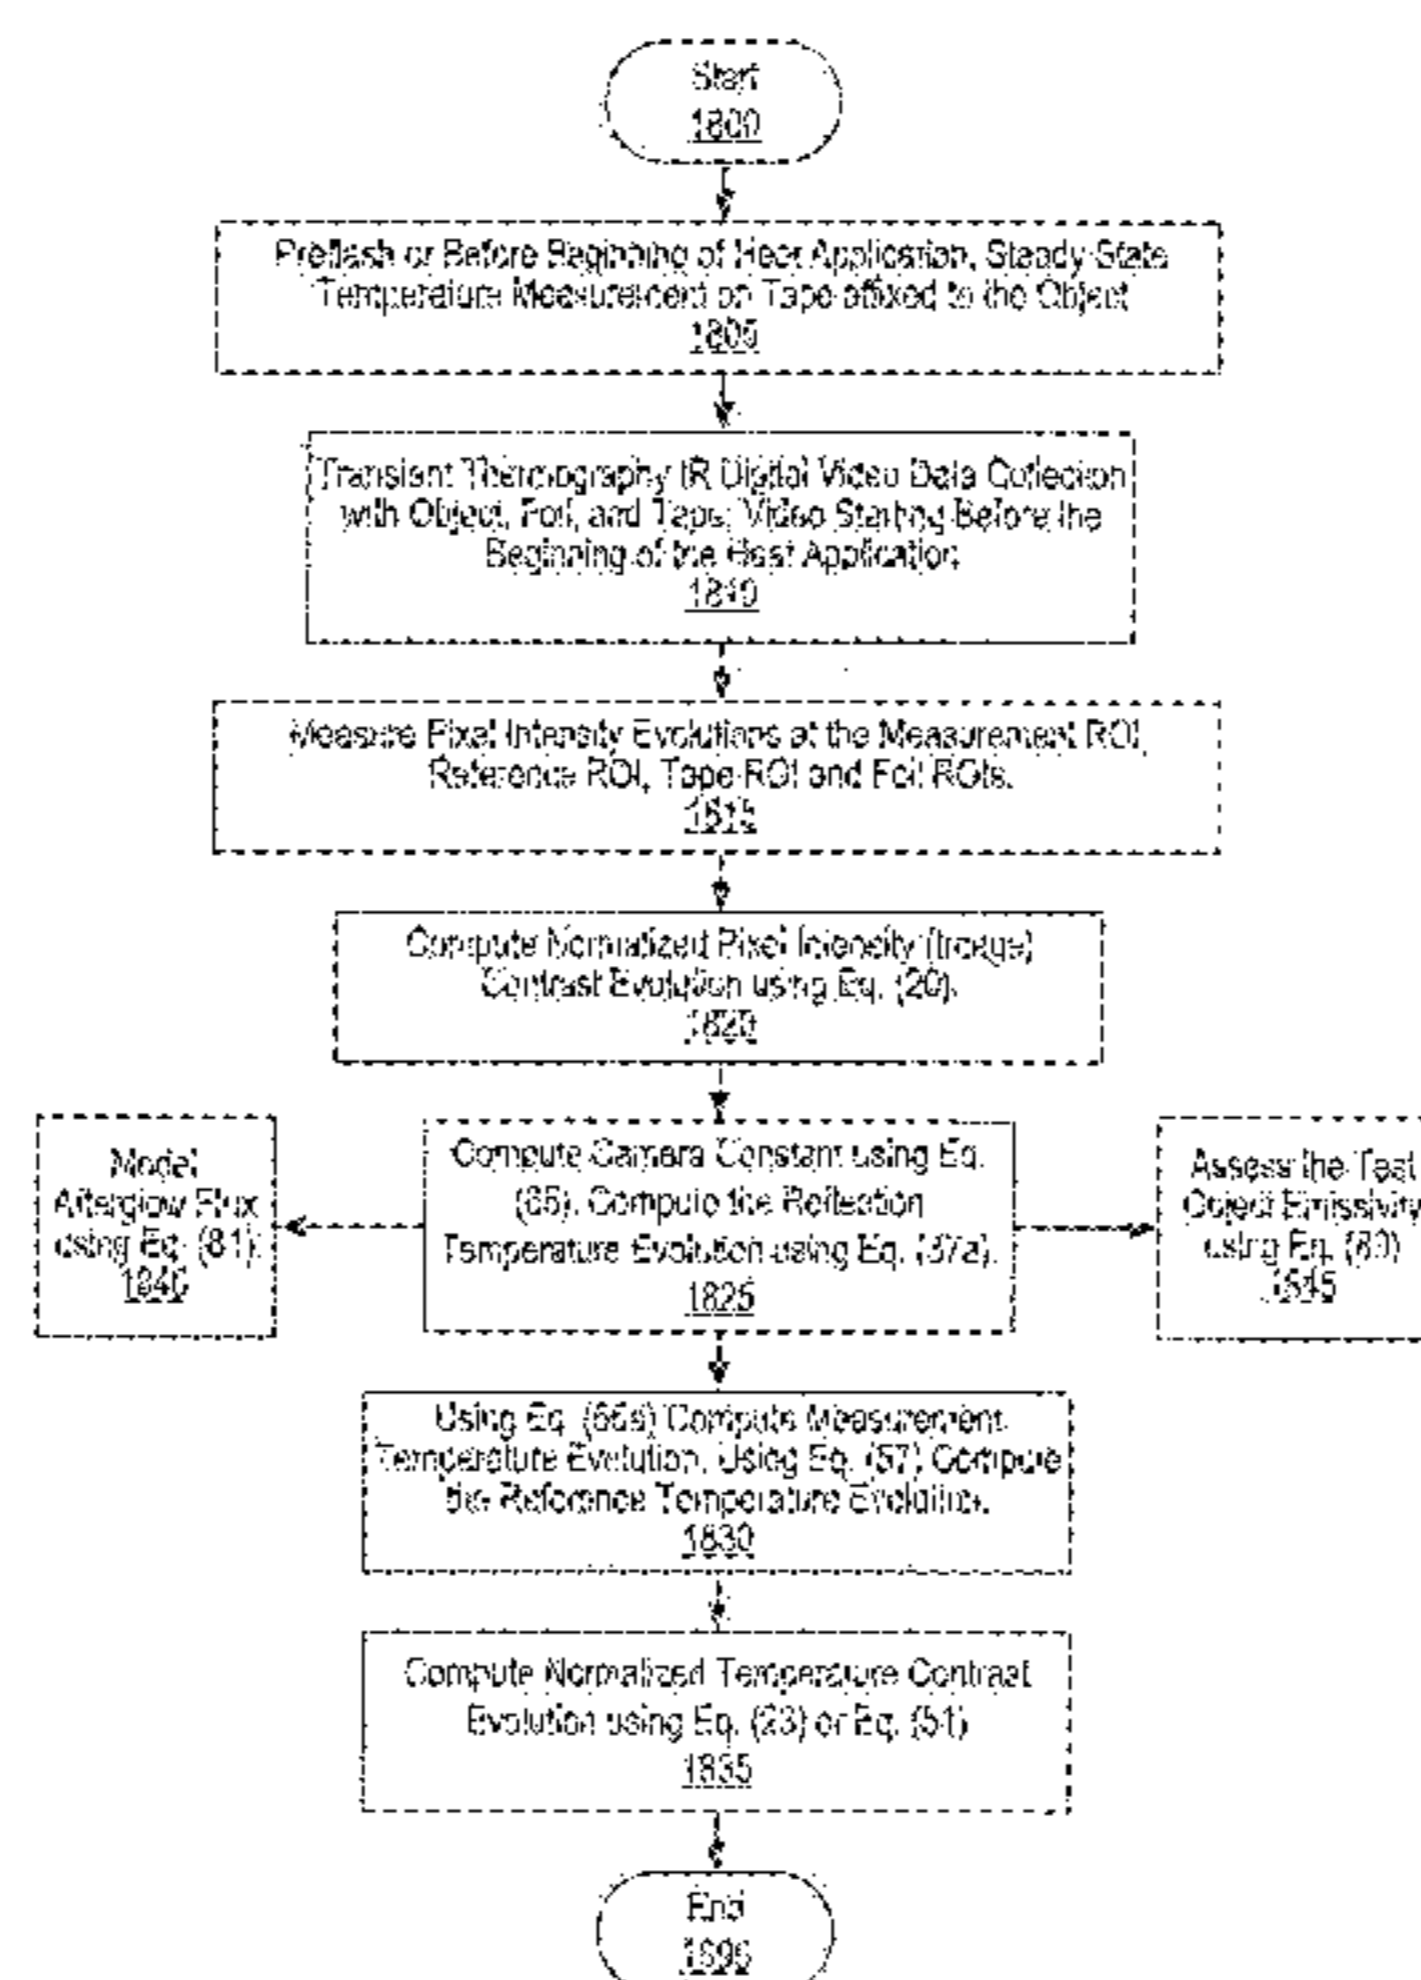 Start
1800
Preflash or Before Beginning of Heat Application, Steady State
Temperature Measurement on Tape affixed to the Object
1805
Transient Thermography IR Digital Video Data Collection
with Object, Foil, and Tape; Video Starting Before the
Beginning of the Heat Application
1810
Measure Pixel Intensity Evolutions at the Measurement ROI,
Reference ROI, Tape ROI and Foil ROIs.
1815
Compute Normalized Pixel Intensity (Image)
Contrast Evolution using Eq. (20).
1820
Model
Afterglow Flux
using Eq. (81).
1840
Compute Camera Constant using Eq.
(65). Compute the Reflection
Temperature Evolution using Eq.
1825
Assess the Test
Object Emissivity
using Eq. (80)
1845
Using Eq. Compute Measurement
Temperature Evolution. Using Eq. (57) Compute
the Reference Temperature Evolution.
1830
Compute Normalized Temperature Contrast
Evolution using Eq. (23) or Eq. (51)
1835
End